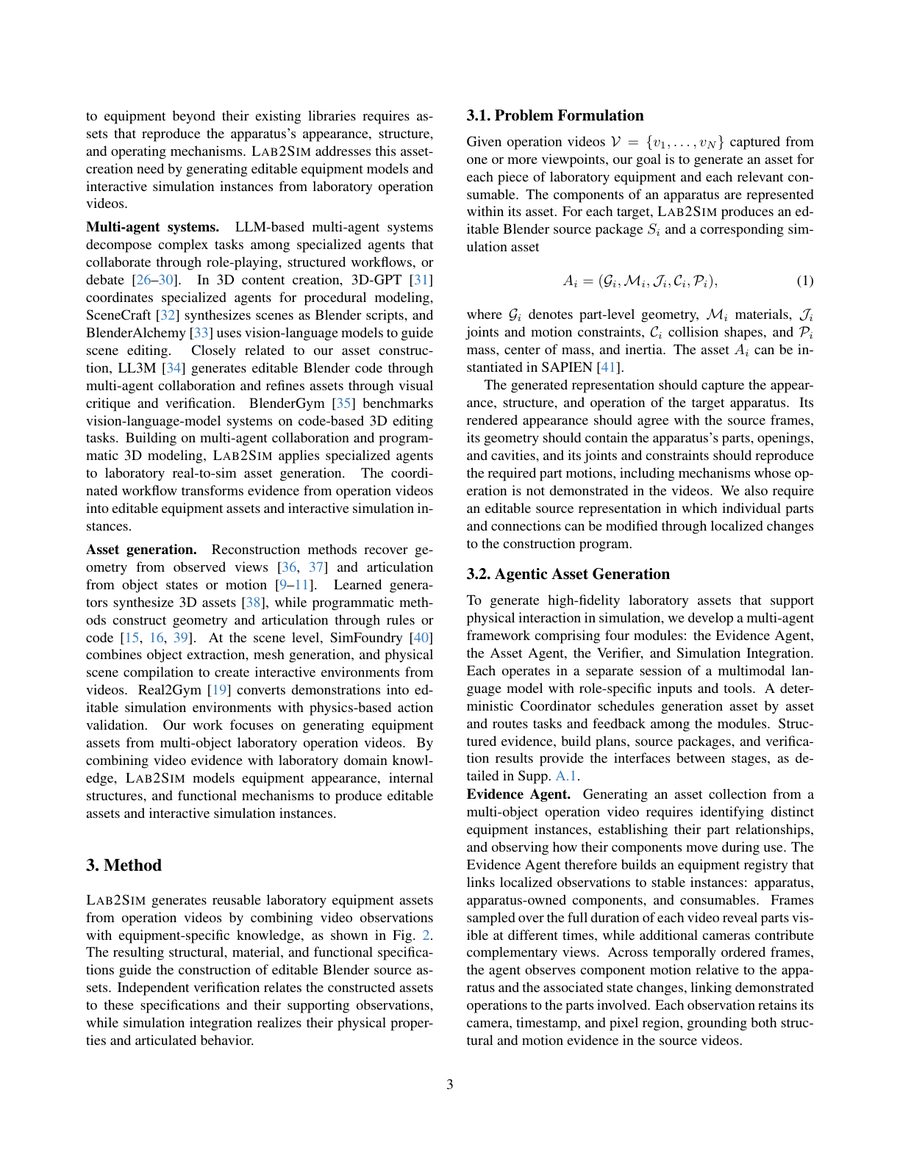 to equipment beyond their existing libraries requires as-
sets that reproduce the apparatus's appearance, structure,
and operating mechanisms. LAB2SIM addresses this asset-
creation need by generating editable equipment models and
interactive simulation instances from laboratory operation
videos.
Multi-agent systems. LLM-based multi-agent systems
decompose complex tasks among specialized agents that
collaborate through role-playing, structured workflows, or
debate [26–30]. In 3D content creation, 3D-GPT [31]
coordinates specialized agents for procedural modeling,
SceneCraft [32] synthesizes scenes as Blender scripts, and
BlenderAlchemy [33] uses vision-language models to guide
scene editing. Closely related to our asset construc-
tion, LL3M [34] generates editable Blender code through
multi-agent collaboration and refines assets through visual
critique and verification. BlenderGym [35] benchmarks
vision-language-model systems on code-based 3D editing
tasks. Building on multi-agent collaboration and program-
matic 3D modeling, LAB2SIM applies specialized agents
to laboratory real-to-sim asset generation. The coordi-
nated workflow transforms evidence from operation videos
into editable equipment assets and interactive simulation in-
stances.
Asset generation. Reconstruction methods recover ge-
ometry from observed views [36, 37] and articulation
from object states or motion [9–11]. Learned genera-
tors synthesize 3D assets [38], while programmatic meth-
ods construct geometry and articulation through rules or
code [15, 16, 39]. At the scene level, SimFoundry [40]
combines object extraction, mesh generation, and physical
scene compilation to create interactive environments from
videos. Real2Gym [19] converts demonstrations into ed-
itable simulation environments with physics-based action
validation. Our work focuses on generating equipment
assets from multi-object laboratory operation videos. By
combining video evidence with laboratory domain knowl-
edge, LAB2SIM models equipment appearance, internal
structures, and functional mechanisms to produce editable
assets and interactive simulation instances.
3. Method
LAB2SIM generates reusable laboratory equipment assets
from operation videos by combining video observations
with equipment-specific knowledge, as shown in Fig. 2.
The resulting structural, material, and functional specifica-
tions guide the construction of editable Blender source as-
sets. Independent verification relates the constructed assets
to these specifications and their supporting observations,
while simulation integration realizes their physical proper-
ties and articulated behavior.
3.1. Problem Formulation
Given operation videos 𝒱 = {v₁, . . . , v_N} captured from
one or more viewpoints, our goal is to generate an asset for
each piece of laboratory equipment and each relevant con-
sumable. The components of an apparatus are represented
within its asset. For each target, LAB2SIM produces an ed-
itable Blender source package Sᵢ and a corresponding sim-
ulation asset
Aᵢ = (𝒢ᵢ, ℳᵢ, 𝒥ᵢ, 𝒞ᵢ, 𝒫ᵢ), (1)
where 𝒢ᵢ denotes part-level geometry, ℳᵢ materials, 𝒥ᵢ
joints and motion constraints, 𝒞ᵢ collision shapes, and 𝒫ᵢ
mass, center of mass, and inertia. The asset Aᵢ can be in-
stantiated in SAPIEN [41].
The generated representation should capture the appear-
ance, structure, and operation of the target apparatus. Its
rendered appearance should agree with the source frames,
its geometry should contain the apparatus's parts, openings,
and cavities, and its joints and constraints should reproduce
the required part motions, including mechanisms whose op-
eration is not demonstrated in the videos. We also require
an editable source representation in which individual parts
and connections can be modified through localized changes
to the construction program.
3.2. Agentic Asset Generation
To generate high-fidelity laboratory assets that support
physical interaction in simulation, we develop a multi-agent
framework comprising four modules: the Evidence Agent,
the Asset Agent, the Verifier, and Simulation Integration.
Each operates in a separate session of a multimodal lan-
guage model with role-specific inputs and tools. A deter-
ministic Coordinator schedules generation asset by asset
and routes tasks and feedback among the modules. Struc-
tured evidence, build plans, source packages, and verifica-
tion results provide the interfaces between stages, as de-
tailed in Supp. A.1.
Evidence Agent. Generating an asset collection from a
multi-object operation video requires identifying distinct
equipment instances, establishing their part relationships,
and observing how their components move during use. The
Evidence Agent therefore builds an equipment registry that
links localized observations to stable instances: apparatus,
apparatus-owned components, and consumables. Frames
sampled over the full duration of each video reveal parts vis-
ible at different times, while additional cameras contribute
complementary views. Across temporally ordered frames,
the agent observes component motion relative to the appa-
ratus and the associated state changes, linking demonstrated
operations to the parts involved. Each observation retains its
camera, timestamp, and pixel region, grounding both struc-
tural and motion evidence in the source videos.
3